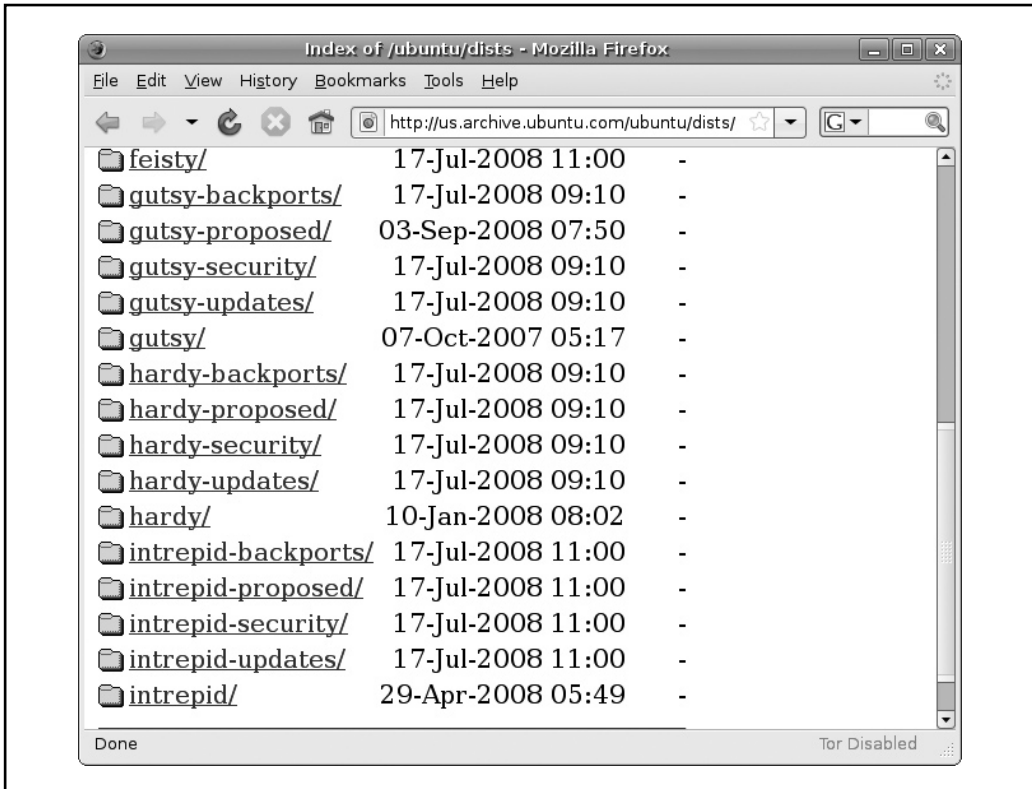 Index of /ubuntu/dists - Mozilla Firefox
File Edit View History Bookmarks Tools Help
http://us.archive.ubuntu.com/ubuntu/dists/ G
feisty/ 17-Jul-2008 11:00 -
gutsy-backports/ 17-Jul-2008 09:10 -
gutsy-proposed/ 03-Sep-2008 07:50 -
gutsy-security/ 17-Jul-2008 09:10 -
gutsy-updates/ 17-Jul-2008 09:10 -
gutsy/ 07-Oct-2007 05:17 -
hardy-backports/ 17-Jul-2008 09:10 -
hardy-proposed/ 17-Jul-2008 09:10 -
hardy-security/ 17-Jul-2008 09:10 -
hardy-updates/ 17-Jul-2008 09:10 -
hardy/ 10-Jan-2008 08:02 -
intrepid-backports/ 17-Jul-2008 11:00 -
intrepid-proposed/ 17-Jul-2008 11:00 -
intrepid-security/ 17-Jul-2008 11:00 -
intrepid-updates/ 17-Jul-2008 11:00 -
intrepid/ 29-Apr-2008 05:49 -
Done Tor Disabled